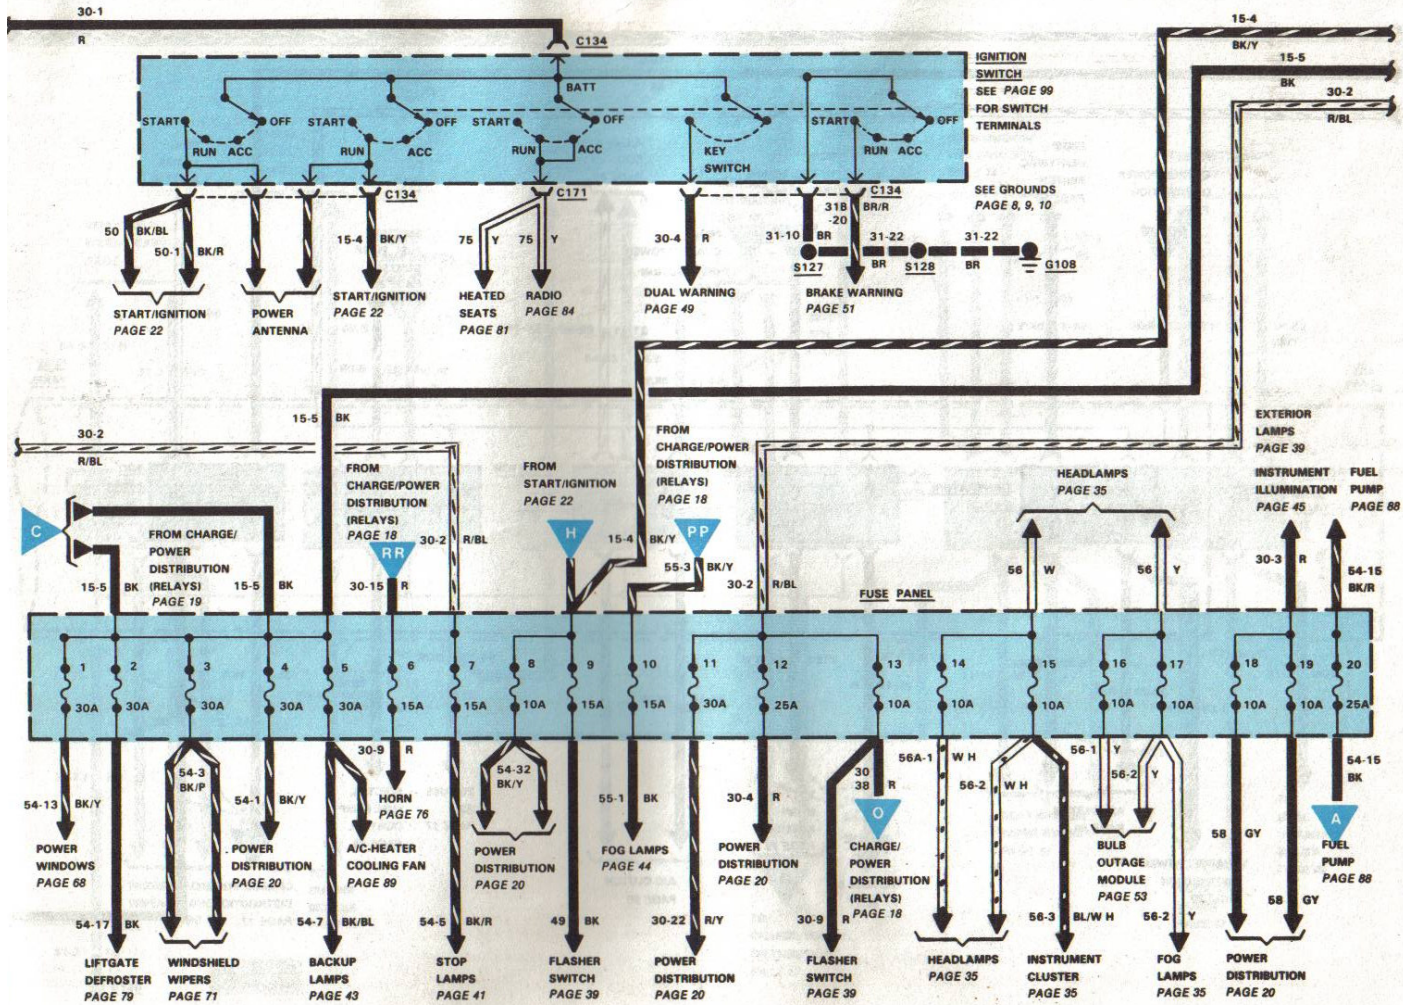 30-1
R
C134
15-4
BK/Y
15-5
BK
30-2
R/BL
IGNITION
SWITCH
SEE PAGE 99
FOR SWITCH
TERMINALS
BATT
START OFF START OFF START OFF START OFF
RUN ACC RUN ACC RUN ACC RUN ACC
KEY
SWITCH
C134 C171 C134
SEE GROUNDS
PAGE 8, 9, 10
50 BK/BL
50-1 BK/R
15-4 BK/Y
75 Y 75 Y
30-4 R
31-10 BR
31B BR/R
-20
31-22
BR
31-22
BR
S127 S128 G108
START/IGNITION
PAGE 22
POWER
ANTENNA
START/IGNITION
PAGE 22
HEATED
SEATS
PAGE 81
RADIO
PAGE 84
DUAL WARNING
PAGE 49
BRAKE WARNING
PAGE 51
15-5 BK
30-2
R/BL
C
FROM CHARGE/
POWER
DISTRIBUTION
(RELAYS)
PAGE 19
15-5 BK
15-5 BK
FROM
CHARGE/POWER
DISTRIBUTION
(RELAYS)
PAGE 18
RR
30-15 R
30-2 R/BL
FROM
START/IGNITION
PAGE 22
H
15-4 BK/Y
FROM
CHARGE/POWER
DISTRIBUTION
(RELAYS)
PAGE 18
PP
55-3 BK/Y
30-2 R/BL
HEADLAMPS
PAGE 35
56 W
56 Y
EXTERIOR
LAMPS
PAGE 39
INSTRUMENT
ILLUMINATION
PAGE 45
30-3 R
FUEL
PUMP
PAGE 88
54-15
BK/R
FUSE PANEL
1 2 3 4 5 6 7 8 9 10 11 12 13 14 15 16 17 18 19 20
30A 30A 30A 30A 30A 15A 15A 10A 15A 15A 30A 25A 10A 10A 10A 10A 10A 10A 10A 25A
54-13 BK/Y
POWER
WINDOWS
PAGE 68
54-17 BK
LIFTGATE
DEFROSTER
PAGE 79
54-3
BK/P
WINDSHIELD
WIPERS
PAGE 71
54-1 BK/Y
POWER
DISTRIBUTION
PAGE 20
54-7 BK/BL
BACKUP
LAMPS
PAGE 43
A/C-HEATER
COOLING FAN
PAGE 89
30-9 R
HORN
PAGE 76
54-5 BK/R
STOP
LAMPS
PAGE 41
54-32
BK/Y
POWER
DISTRIBUTION
PAGE 20
49 BK
FLASHER
SWITCH
PAGE 39
55-1 BK
FOG LAMPS
PAGE 44
30-22 R/Y
POWER
DISTRIBUTION
PAGE 20
30-4 R
POWER
DISTRIBUTION
PAGE 20
30-9 R
FLASHER
SWITCH
PAGE 39
30
38 R
O
CHARGE/
POWER
DISTRIBUTION
(RELAYS)
PAGE 18
56A-1 W H
56-2 W H
HEADLAMPS
PAGE 35
56-3 BL/W H
INSTRUMENT
CLUSTER
PAGE 35
56-1 Y
56-2 Y
BULB
OUTAGE
MODULE
PAGE 53
56-2 Y
FOG
LAMPS
PAGE 35
58 GY
58 GY
POWER
DISTRIBUTION
PAGE 20
54-15
BK
A
FUEL
PUMP
PAGE 88